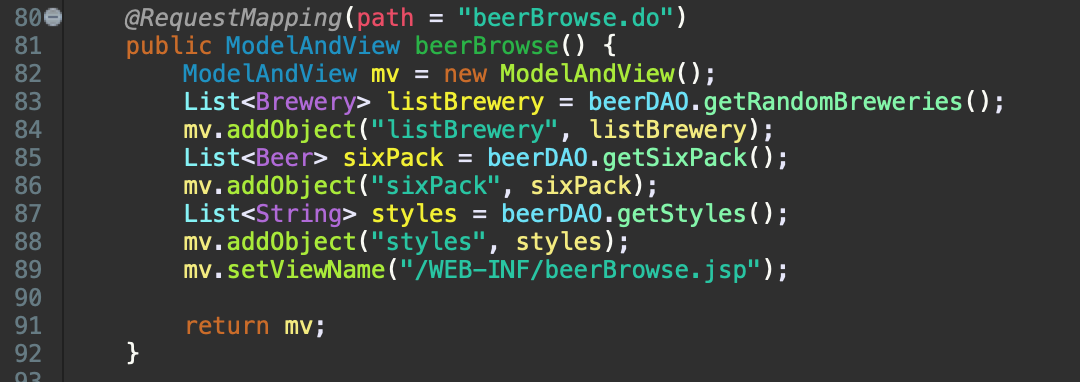 80 @RequestMapping(path = "beerBrowse.do")
81 public ModelAndView beerBrowse() {
82 ModelAndView mv = new ModelAndView();
83 List<Brewery> listBrewery = beerDAO.getRandomBreweries();
84 mv.addObject("listBrewery", listBrewery);
85 List<Beer> sixPack = beerDAO.getSixPack();
86 mv.addObject("sixPack", sixPack);
87 List<String> styles = beerDAO.getStyles();
88 mv.addObject("styles", styles);
89 mv.setViewName("/WEB-INF/beerBrowse.jsp");
90
91 return mv;
92 }
93